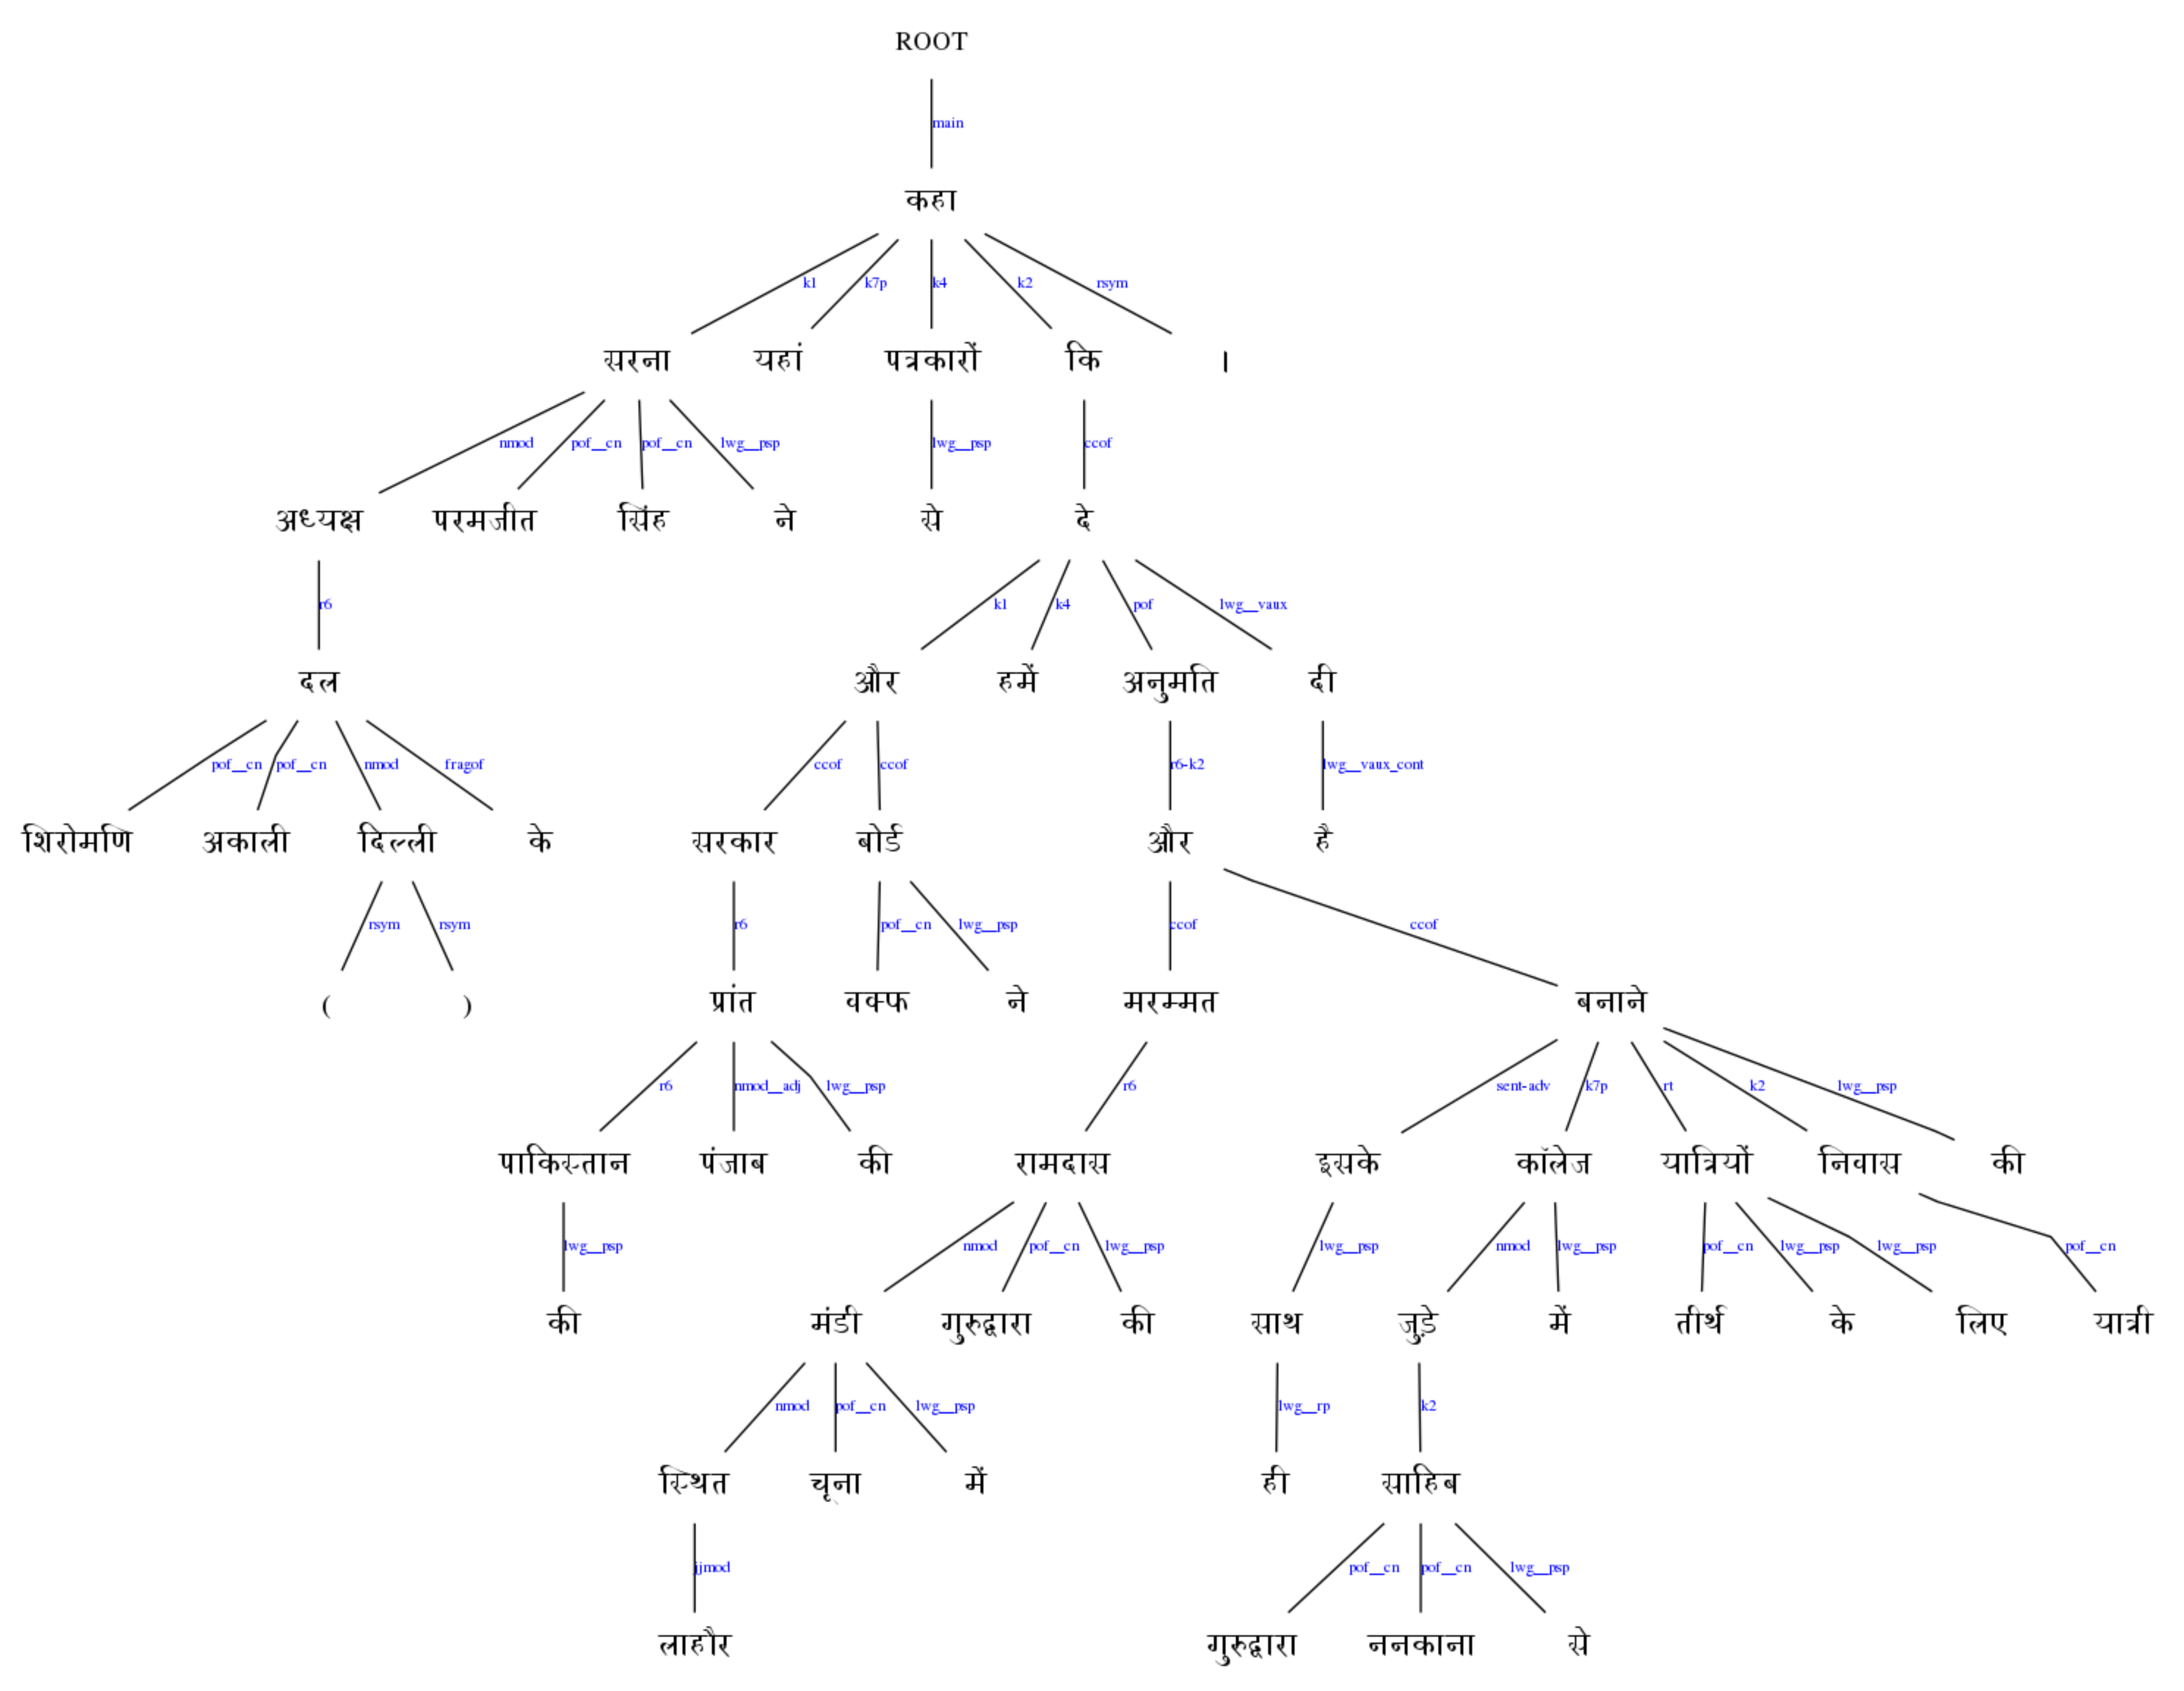 ROOT
main
कहा
k1 k7p k4 k2 rsym
सरना यहां पत्रकारों कि ।
nmod pof__cn pof__cn lwg__psp lwg__psp ccof
अध्यक्ष परमजीत सिंह ने से दे
r6 k1 k4 pof lwg__vaux
दल और हमें अनुमति दी
pof__cn pof__cn nmod fragof ccof ccof r6-k2 lwg__vaux_cont
शिरोमणि अकाली दिल्ली के सरकार बोर्ड और है
rsym rsym r6 pof__cn lwg__psp ccof ccof
( ) प्रांत वक्फ ने मरम्मत बनाने
r6 nmod__adj lwg__psp r6 sent-adv k7p rt k2 lwg__psp
पाकिस्तान पंजाब की रामदास इसके कॉलेज यात्रियों निवास की
lwg__psp nmod pof__cn lwg__psp lwg__psp nmod lwg__psp pof__cn lwg__psp lwg__psp pof__cn
की मंडी गुरुद्वारा की साथ जुड़े में तीर्थ के लिए यात्री
nmod pof__cn lwg__psp lwg__rp k2
स्थित चूना में ही साहिब
jjmod pof__cn pof__cn lwg__psp
लाहौर गुरुद्वारा ननकाना से